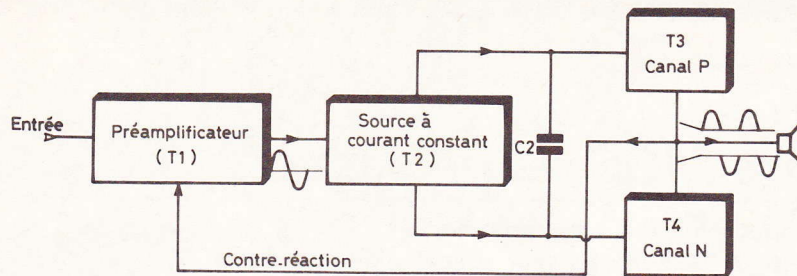 Entrée
Préamplificateur
(T1)
Source à
courant constant
(T2)
C2
T3
Canal P
T4
Canal N
Contre-réaction